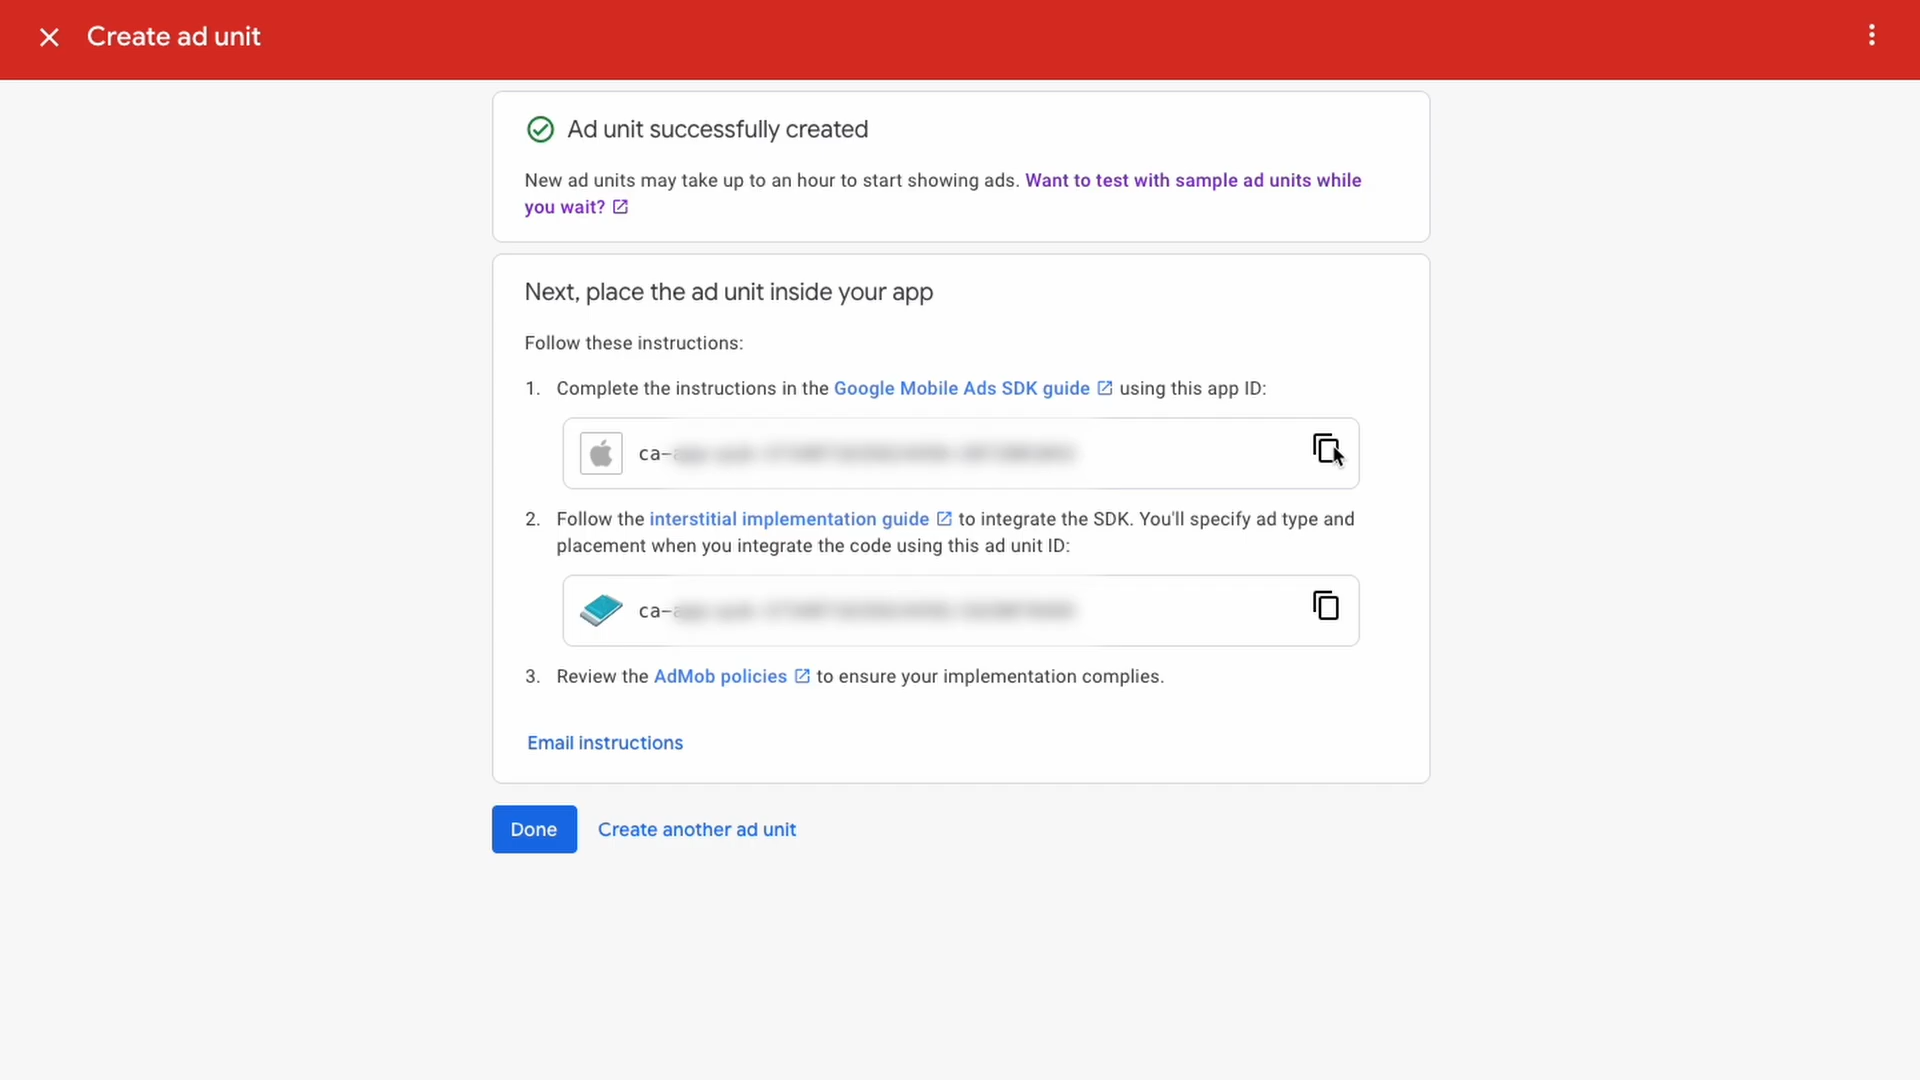 Create ad unit
Ad unit successfully created
New ad units may take up to an hour to start showing ads. Want to test with sample ad units while
you wait?
Next, place the ad unit inside your app
Follow these instructions:
1. Complete the instructions in the Google Mobile Ads SDK guide using this app ID:
ca-
2. Follow the interstitial implementation guide to integrate the SDK. You'll specify ad type and
placement when you integrate the code using this ad unit ID:
ca-
3. Review the AdMob policies to ensure your implementation complies.
Email instructions
Done
Create another ad unit